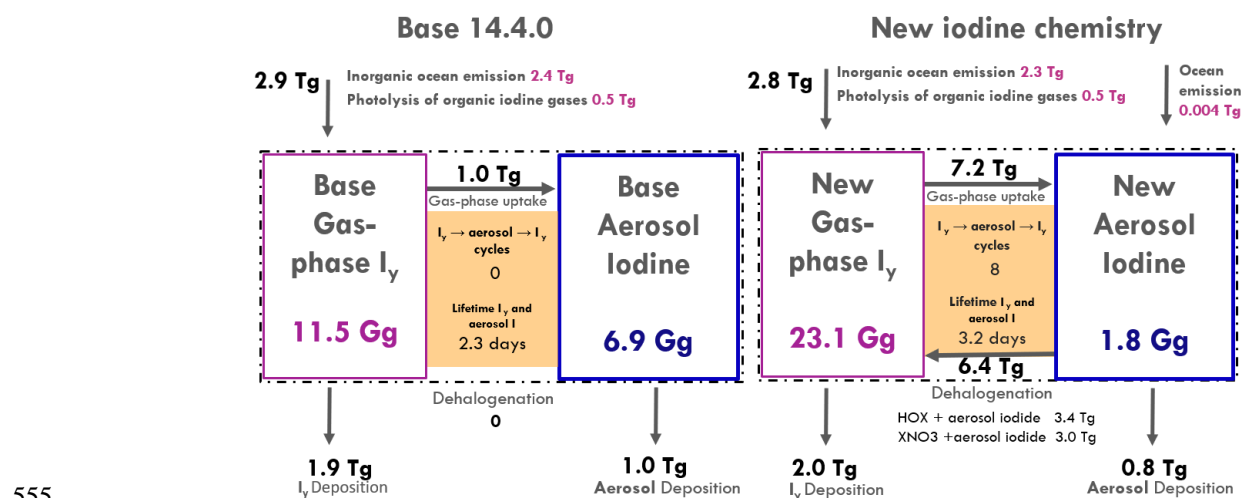 Base 14.4.0
2.9 Tg
Inorganic ocean emission 2.4 Tg
Photolysis of organic iodine gases 0.5 Tg
Base
Gas-
phase Iy
11.5 Gg
1.0 Tg
Gas-phase uptake
Iy → aerosol → Iy
cycles
0
Lifetime Iy and
aerosol I
2.3 days
Base
Aerosol
Iodine
6.9 Gg
Dehalogenation
0
1.9 Tg
Iy Deposition
1.0 Tg
Aerosol Deposition
New iodine chemistry
2.8 Tg
Inorganic ocean emission 2.3 Tg
Photolysis of organic iodine gases 0.5 Tg
Ocean
emission
0.004 Tg
New
Gas-
phase Iy
23.1 Gg
7.2 Tg
Gas-phase uptake
Iy → aerosol → Iy
cycles
8
Lifetime Iy and
aerosol I
3.2 days
New
Aerosol
Iodine
1.8 Gg
6.4 Tg
Dehalogenation
HOX + aerosol iodide 3.4 Tg
XNO3 +aerosol iodide 3.0 Tg
2.0 Tg
Iy Deposition
0.8 Tg
Aerosol Deposition
555